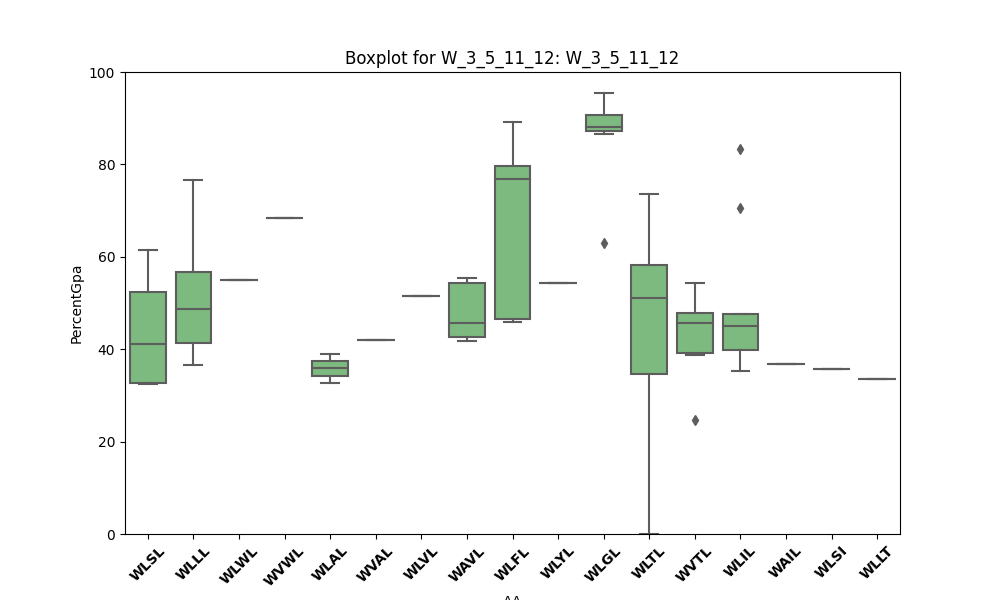 Boxplot for W_3_5_11_12: W_3_5_11_12
PercentGpa
100
80
60
40
20
0
WLSL WLLL WLWL WVWL WLAL WVAL WLVL WAVL WLFL WLYL WLGL WLTL WVTL WLIL WAIL WLSI WLLT
AA